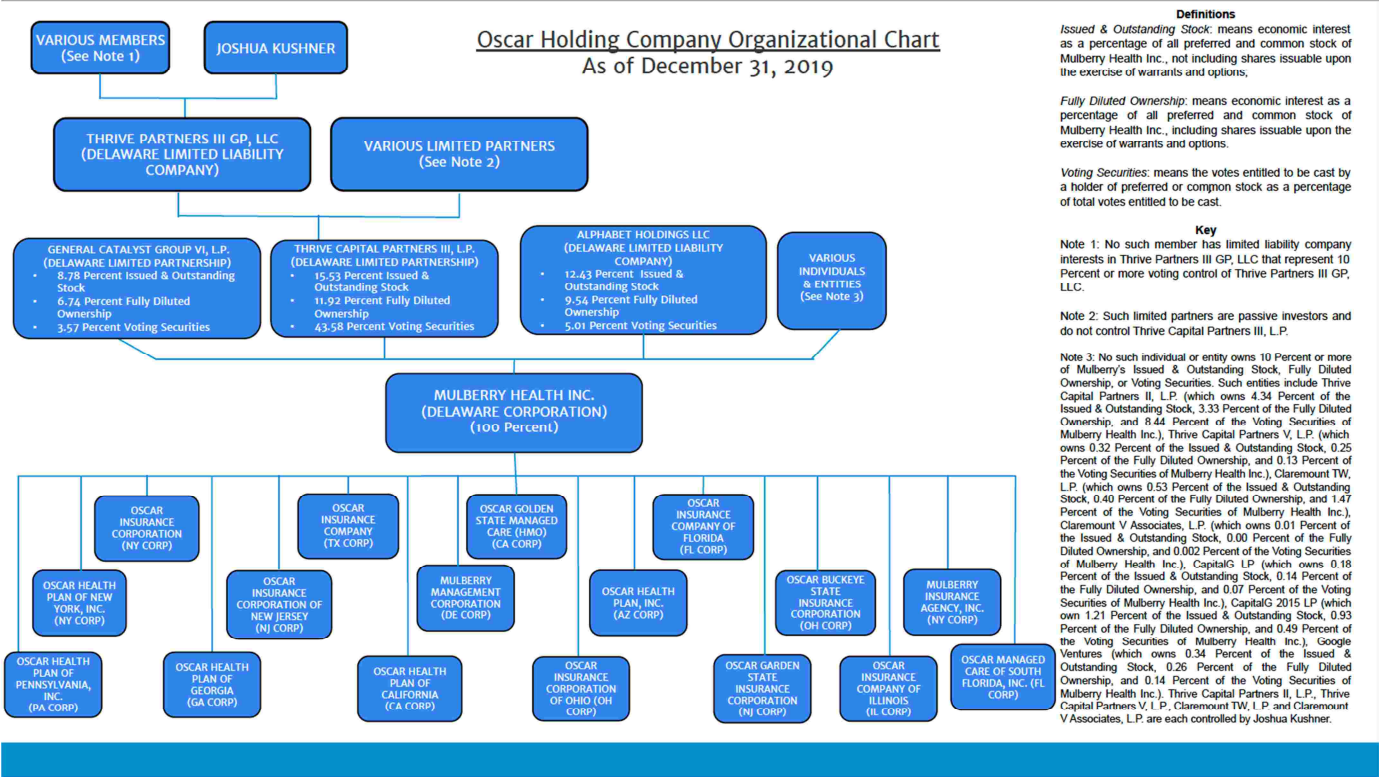 Oscar Holding Company Organizational Chart
As of December 31, 2019
VARIOUS MEMBERS
(See Note 1)
JOSHUA KUSHNER
THRIVE PARTNERS III GP, LLC
(DELAWARE LIMITED LIABILITY
COMPANY)
VARIOUS LIMITED PARTNERS
(See Note 2)
GENERAL CATALYST GROUP VI, L.P.
(DELAWARE LIMITED PARTNERSHIP)
• 8.78 Percent Issued & Outstanding
Stock
• 6.74 Percent Fully Diluted
Ownership
• 3.57 Percent Voting Securities
THRIVE CAPITAL PARTNERS III, L.P.
(DELAWARE LIMITED PARTNERSHIP)
• 15.53 Percent Issued &
Outstanding Stock
• 11.92 Percent Fully Diluted
Ownership
• 43.58 Percent Voting Securities
ALPHABET HOLDINGS LLC
(DELAWARE LIMITED LIABILITY
COMPANY)
• 12.43 Percent Issued &
Outstanding Stock
• 9.54 Percent Fully Diluted
Ownership
• 5.01 Percent Voting Securities
VARIOUS
INDIVIDUALS
& ENTITIES
(See Note 3)
MULBERRY HEALTH INC.
(DELAWARE CORPORATION)
(100 Percent)
OSCAR
INSURANCE
CORPORATION
(NY CORP)
OSCAR
INSURANCE
COMPANY
(TX CORP)
OSCAR GOLDEN
STATE MANAGED
CARE (HMO)
(CA CORP)
OSCAR
INSURANCE
COMPANY OF
FLORIDA
(FL CORP)
OSCAR HEALTH
PLAN OF NEW
YORK, INC.
(NY CORP)
OSCAR
INSURANCE
CORPORATION OF
NEW JERSEY
(NJ CORP)
MULBERRY
MANAGEMENT
CORPORATION
(DE CORP)
OSCAR HEALTH
PLAN, INC.
(AZ CORP)
OSCAR BUCKEYE
STATE
INSURANCE
CORPORATION
(OH CORP)
MULBERRY
INSURANCE
AGENCY, INC.
(NY CORP)
OSCAR HEALTH
PLAN OF
PENNSYLVANIA,
INC.
(PA CORP)
OSCAR HEALTH
PLAN OF
GEORGIA
(GA CORP)
OSCAR HEALTH
PLAN OF
CALIFORNIA
(CA CORP)
OSCAR
INSURANCE
CORPORATION
OF OHIO (OH
CORP)
OSCAR GARDEN
STATE
INSURANCE
CORPORATION
(NJ CORP)
OSCAR
INSURANCE
COMPANY OF
ILLINOIS
(IL CORP)
OSCAR MANAGED
CARE OF SOUTH
FLORIDA, INC. (FL
CORP)
Definitions
Issued & Outstanding Stock: means economic interest
as a percentage of all preferred and common stock of
Mulberry Health Inc., not including shares issuable upon
the exercise of warrants and options;
Fully Diluted Ownership: means economic interest as a
percentage of all preferred and common stock of
Mulberry Health Inc., including shares issuable upon the
exercise of warrants and options.
Voting Securities: means the votes entitled to be cast by
a holder of preferred or common stock as a percentage
of total votes entitled to be cast.
Key
Note 1: No such member has limited liability company
interests in Thrive Partners III GP, LLC that represent 10
Percent or more voting control of Thrive Partners III GP,
LLC.
Note 2: Such limited partners are passive investors and
do not control Thrive Capital Partners III, L.P.
Note 3: No such individual or entity owns 10 Percent or more
of Mulberry's Issued & Outstanding Stock, Fully Diluted
Ownership, or Voting Securities. Such entities include Thrive
Capital Partners II, L.P. (which owns 4.34 Percent of the
Issued & Outstanding Stock, 3.33 Percent of the Fully Diluted
Ownership, and 8.44 Percent of the Voting Securities of
Mulberry Health Inc.), Thrive Capital Partners V, L.P. (which
owns 0.32 Percent of the Issued & Outstanding Stock, 0.25
Percent of the Fully Diluted Ownership, and 0.13 Percent of
the Voting Securities of Mulberry Health Inc.), Claremount TW,
L.P. (which owns 0.53 Percent of the Issued & Outstanding
Stock, 0.40 Percent of the Fully Diluted Ownership, and 1.47
Percent of the Voting Securities of Mulberry Health Inc.),
Claremount V Associates, L.P. (which owns 0.01 Percent of
the Issued & Outstanding Stock, 0.00 Percent of the Fully
Diluted Ownership, and 0.002 Percent of the Voting Securities
of Mulberry Health Inc.), CapitalG LP (which owns 0.18
Percent of the Issued & Outstanding Stock, 0.14 Percent of
the Fully Diluted Ownership, and 0.07 Percent of the Voting
Securities of Mulberry Health Inc.), CapitalG 2015 LP (which
own 1.21 Percent of the Issued & Outstanding Stock, 0.93
Percent of the Fully Diluted Ownership, and 0.49 Percent of
the Voting Securities of Mulberry Health Inc.), Google
Ventures (which owns 0.34 Percent of the Issued &
Outstanding Stock, 0.26 Percent of the Fully Diluted
Ownership, and 0.14 Percent of the Voting Securities of
Mulberry Health Inc.). Thrive Capital Partners II, L.P., Thrive
Capital Partners V, L.P., Claremount TW, L.P. and Claremount
V Associates, L.P. are each controlled by Joshua Kushner.